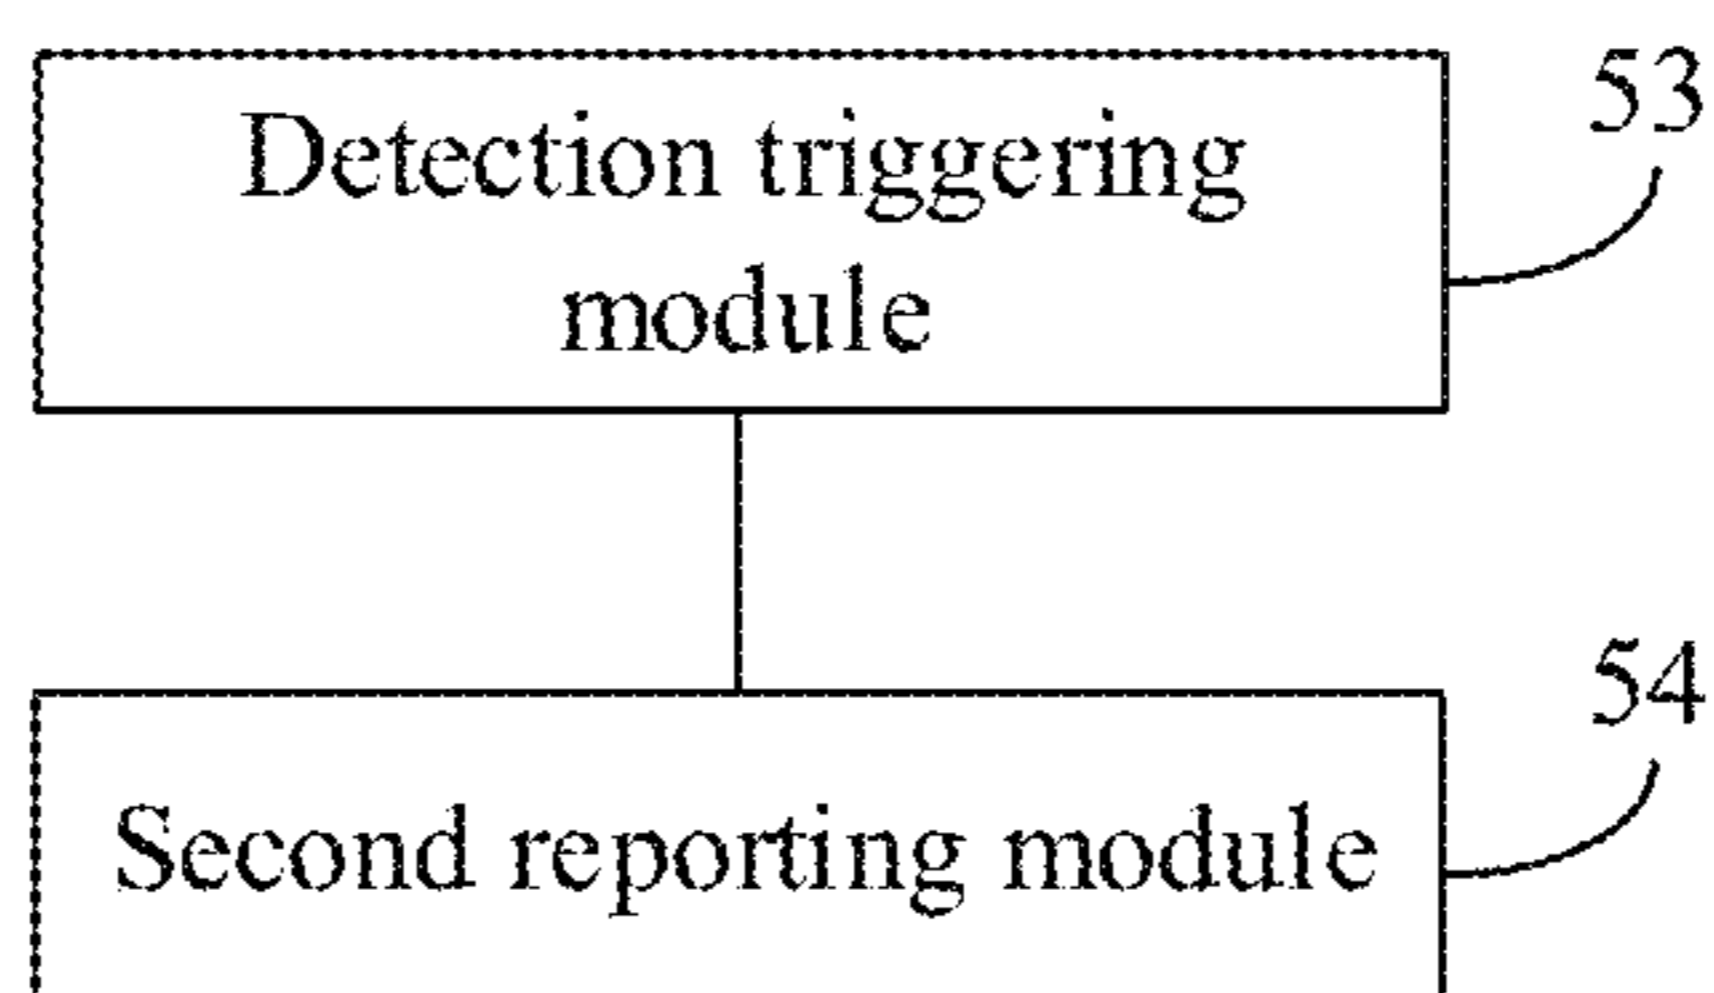 53
Detection triggering
module
54
Second reporting module